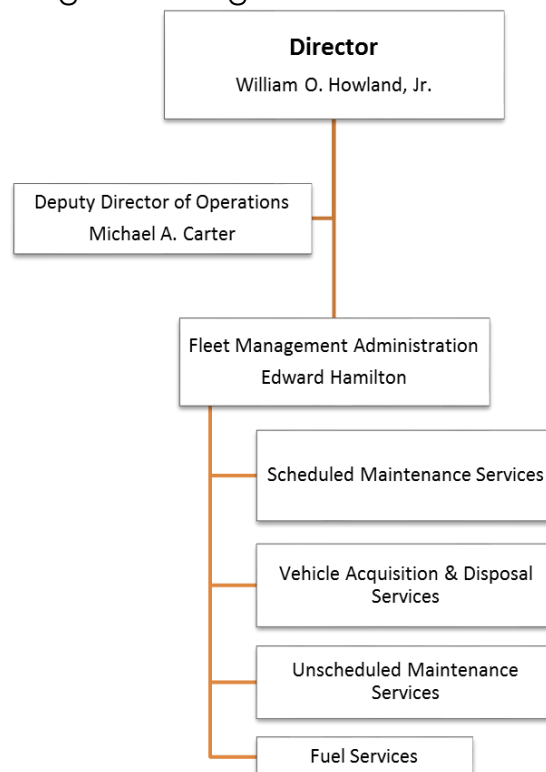 Director
William O. Howland, Jr.
Deputy Director of Operations
Michael A. Carter
Fleet Management Administration
Edward Hamilton
Scheduled Maintenance Services
Vehicle Acquisition & Disposal
Services
Unscheduled Maintenance
Services
Fuel Services